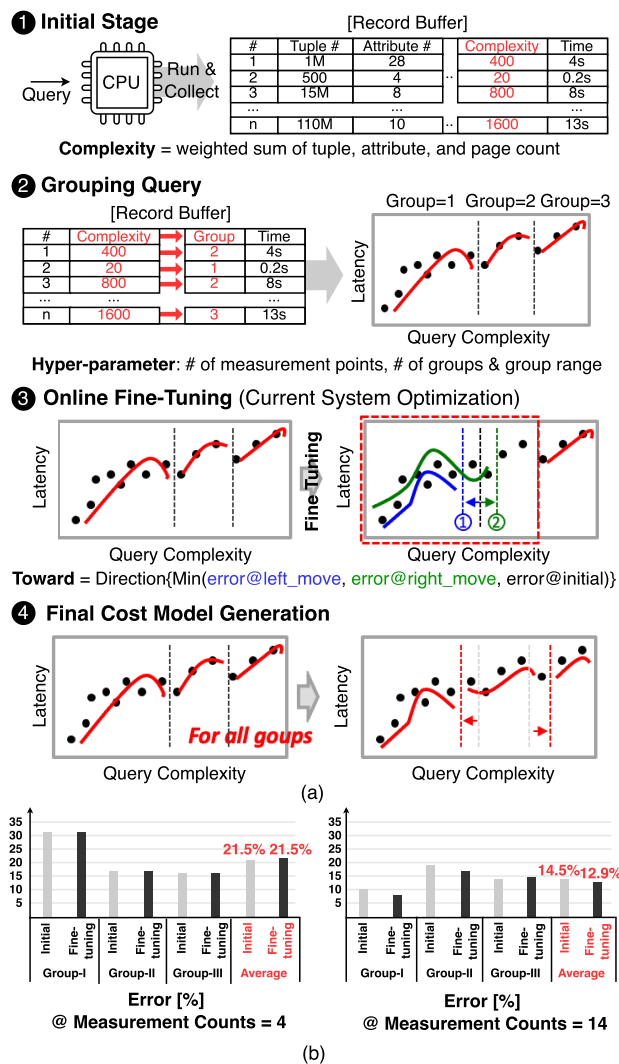 1 Initial Stage
[Record Buffer]
Query
CPU
Run &
Collect
# Tuple # Attribute # Complexity Time
1 1M 28 400 4s
2 500 4 .. 20 0.2s
3 15M 8 800 8s
... ... ...
n 110M 10 .. 1600 13s
Complexity = weighted sum of tuple, attribute, and page count
2 Grouping Query
[Record Buffer]
# Complexity Group Time
1 400 2 4s
2 20 1 0.2s
3 800 2 8s
... ... ...
n 1600 3 13s
Group=1 Group=2 Group=3
Latency
Query Complexity
Hyper-parameter: # of measurement points, # of groups & group range
3 Online Fine-Tuning (Current System Optimization)
Latency
Query Complexity
Fine Tuning
Latency
1 2
Query Complexity
Toward = Direction{Min(error@left_move, error@right_move, error@initial)}
4 Final Cost Model Generation
Latency
For all goups
Query Complexity
Latency
Query Complexity
(a)
35
30
25
20
15
10
5
21.5% 21.5%
Initial
Fine-
tuning
Initial
Fine-
tuning
Initial
Fine-
tuning
Initial
Fine-
tuning
Group-I Group-II Group-III Average
Error [%]
@ Measurement Counts = 4
35
30
25
20
15
10
5
14.5% 12.9%
Initial
Fine-
tuning
Initial
Fine-
tuning
Initial
Fine-
tuning
Initial
Fine-
tuning
Group-I Group-II Group-III Average
Error [%]
@ Measurement Counts = 14
(b)